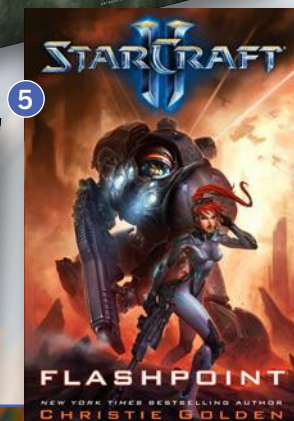 5
STARCRAFT
II
FLASHPOINT
NEW YORK TIMES BESTSELLING AUTHOR
CHRISTIE GOLDEN